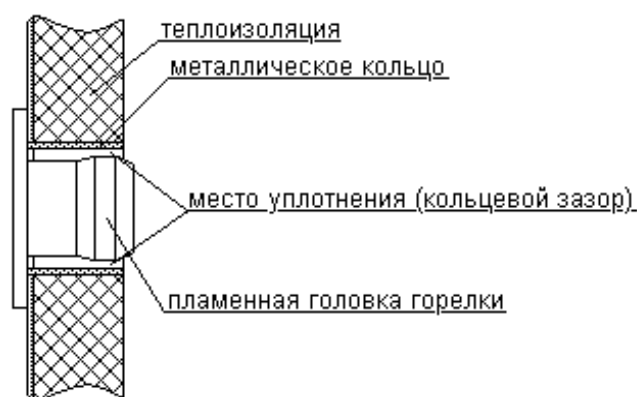 теплоизоляция
металлическое кольцо
место уплотнения (кольцевой зазор)
пламенная головка горелки